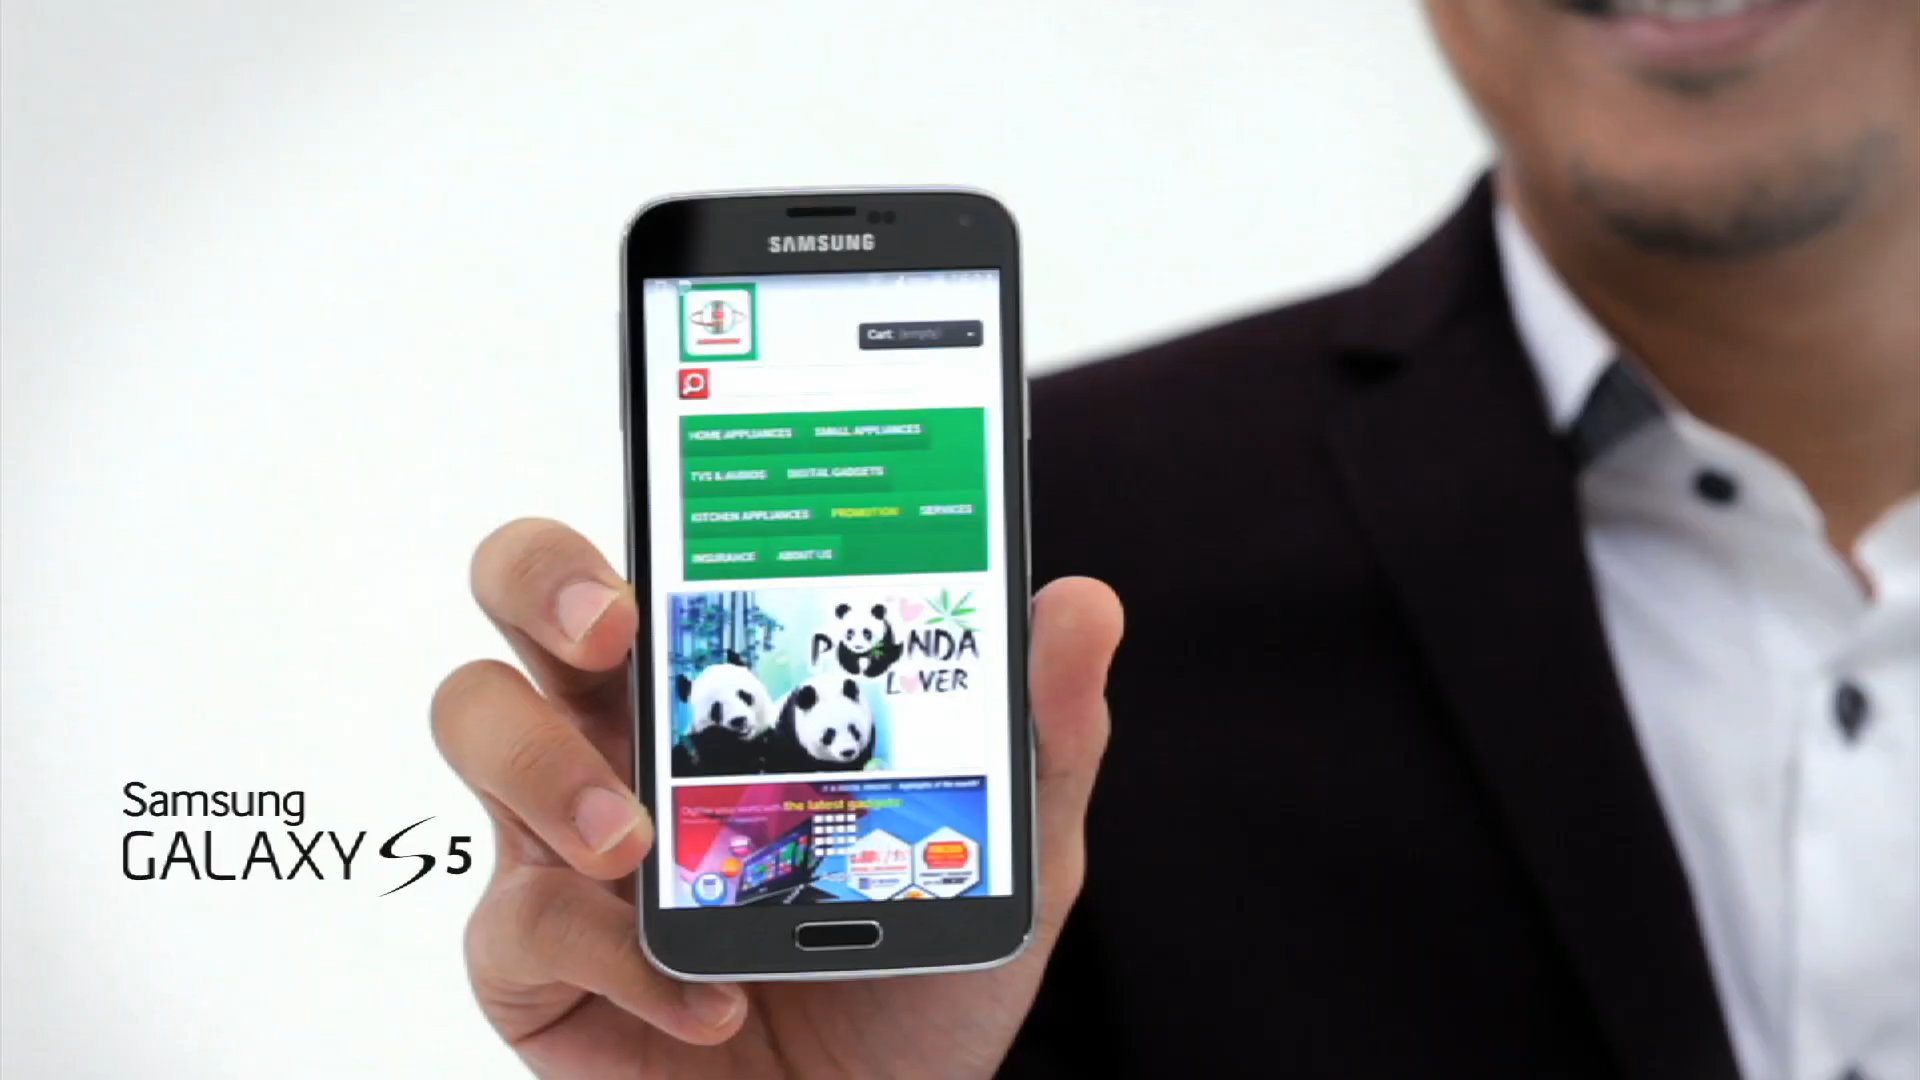 SAMSUNG
Cart: (empty)
HOME APPLIANCES SMALL APPLIANCES
TVS & AUDIOS DIGITAL GADGETS
KITCHEN APPLIANCES PROMOTION SERVICES
INSURANCE ABOUT US
PANDA
LOVER
the latest gadgets
Samsung
GALAXY S5